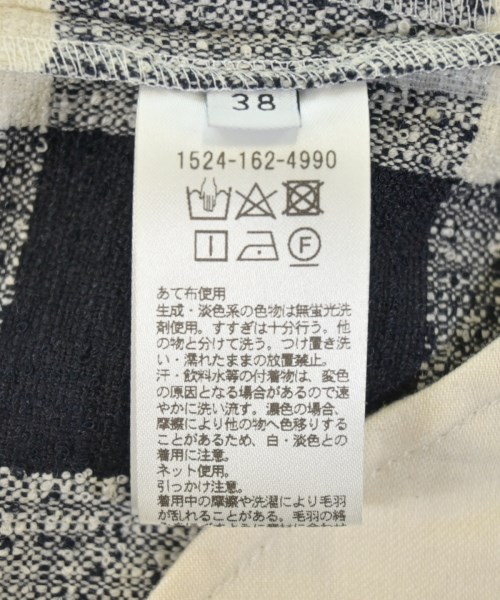 38
1524-162-4990
F
あて布使用
生成・淡色系の色物は無蛍光洗
剤使用。すすぎは十分行う。他
の物と分けて洗う。つけ置き洗
い・濡れたままの放置禁止。
汗・飲料水等の付着物は、変色
の原因となる場合があるので速
やかに洗い流す。濃色の場合、
摩擦により他の物へ色移りする
ことがあるため、白・淡色との
着用に注意。
ネット使用。
引っかけ注意。
着用中の摩擦や洗濯により毛羽
が乱れることがある。毛羽の絡